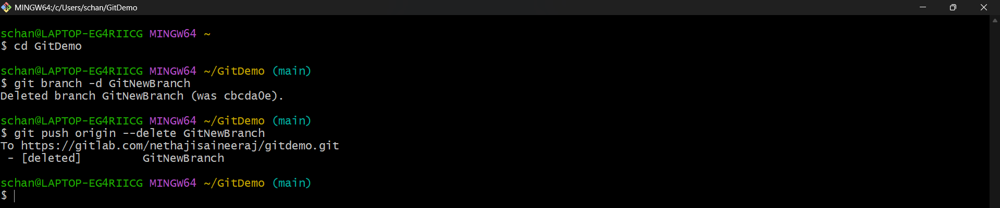 MINGW64:/c/Users/schan/GitDemo
schan@LAPTOP-EG4RIICG MINGW64 ~
$ cd GitDemo
schan@LAPTOP-EG4RIICG MINGW64 ~/GitDemo (main)
$ git branch -d GitNewBranch
Deleted branch GitNewBranch (was cbcda0e).
schan@LAPTOP-EG4RIICG MINGW64 ~/GitDemo (main)
$ git push origin --delete GitNewBranch
To https://gitlab.com/nethajisaineeraj/gitdemo.git
 - [deleted]         GitNewBranch
schan@LAPTOP-EG4RIICG MINGW64 ~/GitDemo (main)
$